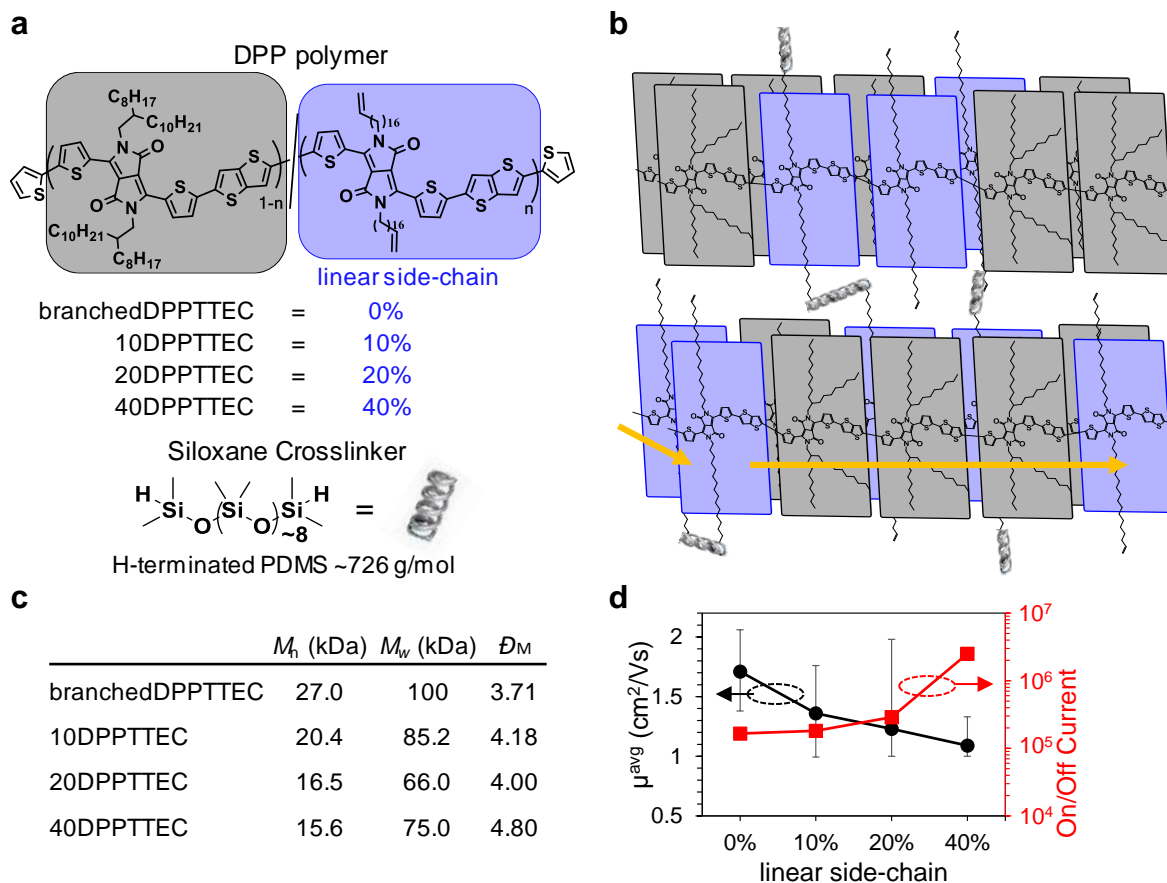 a
DPP polymer
C8H17
C10H21
16
N
O
S
S
S
N
O
S
S
S
S
O
N
S
S
O
N
S
S
1-n
n
C10H21
C8H17
16
linear side-chain
branchedDPPTTEC = 0%
10DPPTTEC = 10%
20DPPTTEC = 20%
40DPPTTEC = 40%
Siloxane Crosslinker
H Si O Si O Si H ~8 =
H-terminated PDMS ~726 g/mol
b
c
Mn (kDa) Mw (kDa) ĐM
branchedDPPTTEC 27.0 100 3.71
10DPPTTEC 20.4 85.2 4.18
20DPPTTEC 16.5 66.0 4.00
40DPPTTEC 15.6 75.0 4.80
d
µavg (cm2/Vs)
2
1.5
1
0.5
107
106
105
104
On/Off Current
0% 10% 20% 40%
linear side-chain